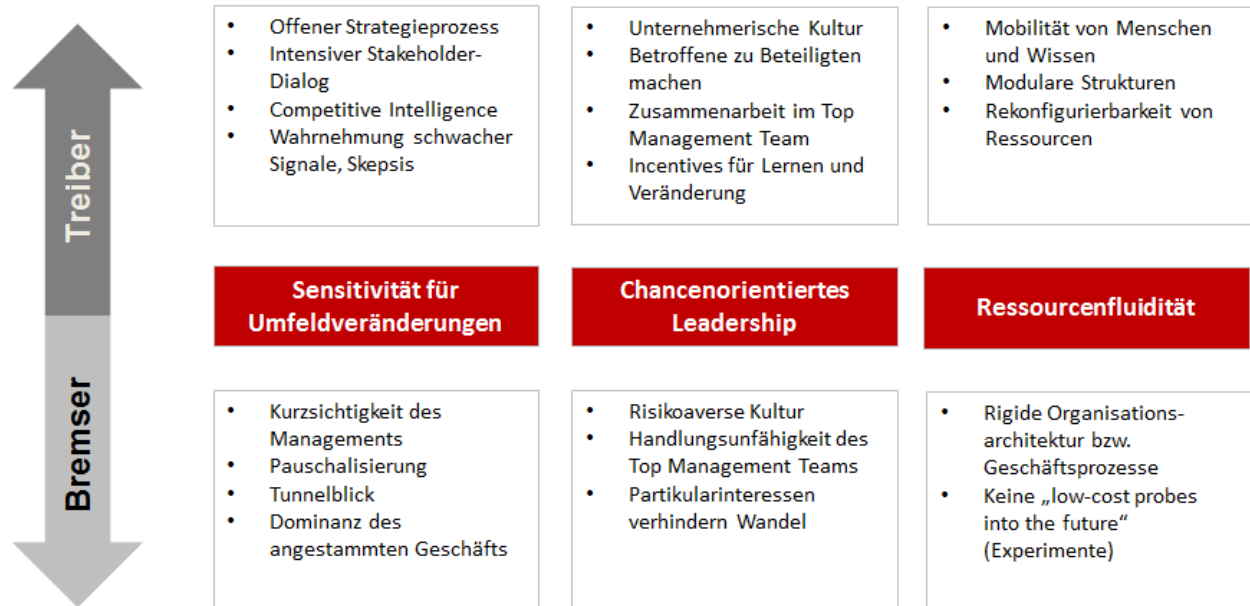 Treiber
• Offener Strategieprozess
• Intensiver Stakeholder-
Dialog
• Competitive Intelligence
• Wahrnehmung schwacher
Signale, Skepsis
• Unternehmerische Kultur
• Betroffene zu Beteiligten
machen
• Zusammenarbeit im Top
Management Team
• Incentives für Lernen und
Veränderung
• Mobilität von Menschen
und Wissen
• Modulare Strukturen
• Rekonfigurierbarkeit von
Ressourcen
Sensitivität für
Umfeldveränderungen
Chancenorientiertes
Leadership
Ressourcenfluidität
Bremser
• Kurzsichtigkeit des
Managements
• Pauschalisierung
• Tunnelblick
• Dominanz des
angestammten Geschäfts
• Risikoaverse Kultur
• Handlungsunfähigkeit des
Top Management Teams
• Partikularinteressen
verhindern Wandel
• Rigide Organisations-
architektur bzw.
Geschäftsprozesse
• Keine „low-cost probes
into the future“
(Experimente)